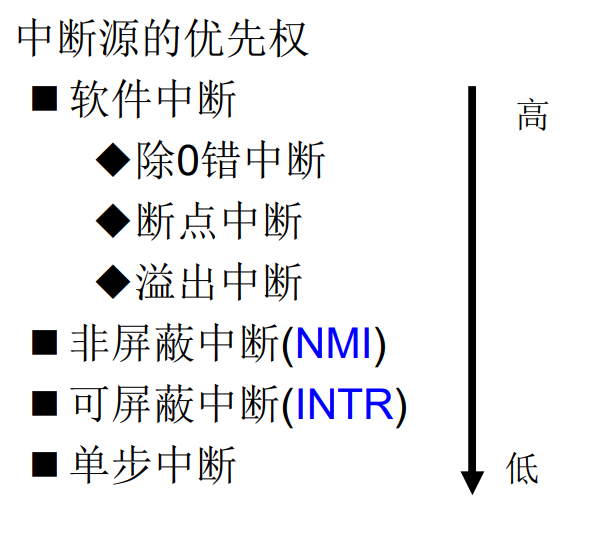 中断源的优先权
■ 软件中断
高
◆除0错中断
◆断点中断
◆溢出中断
■ 非屏蔽中断(NMI)
■ 可屏蔽中断(INTR)
■ 单步中断
低